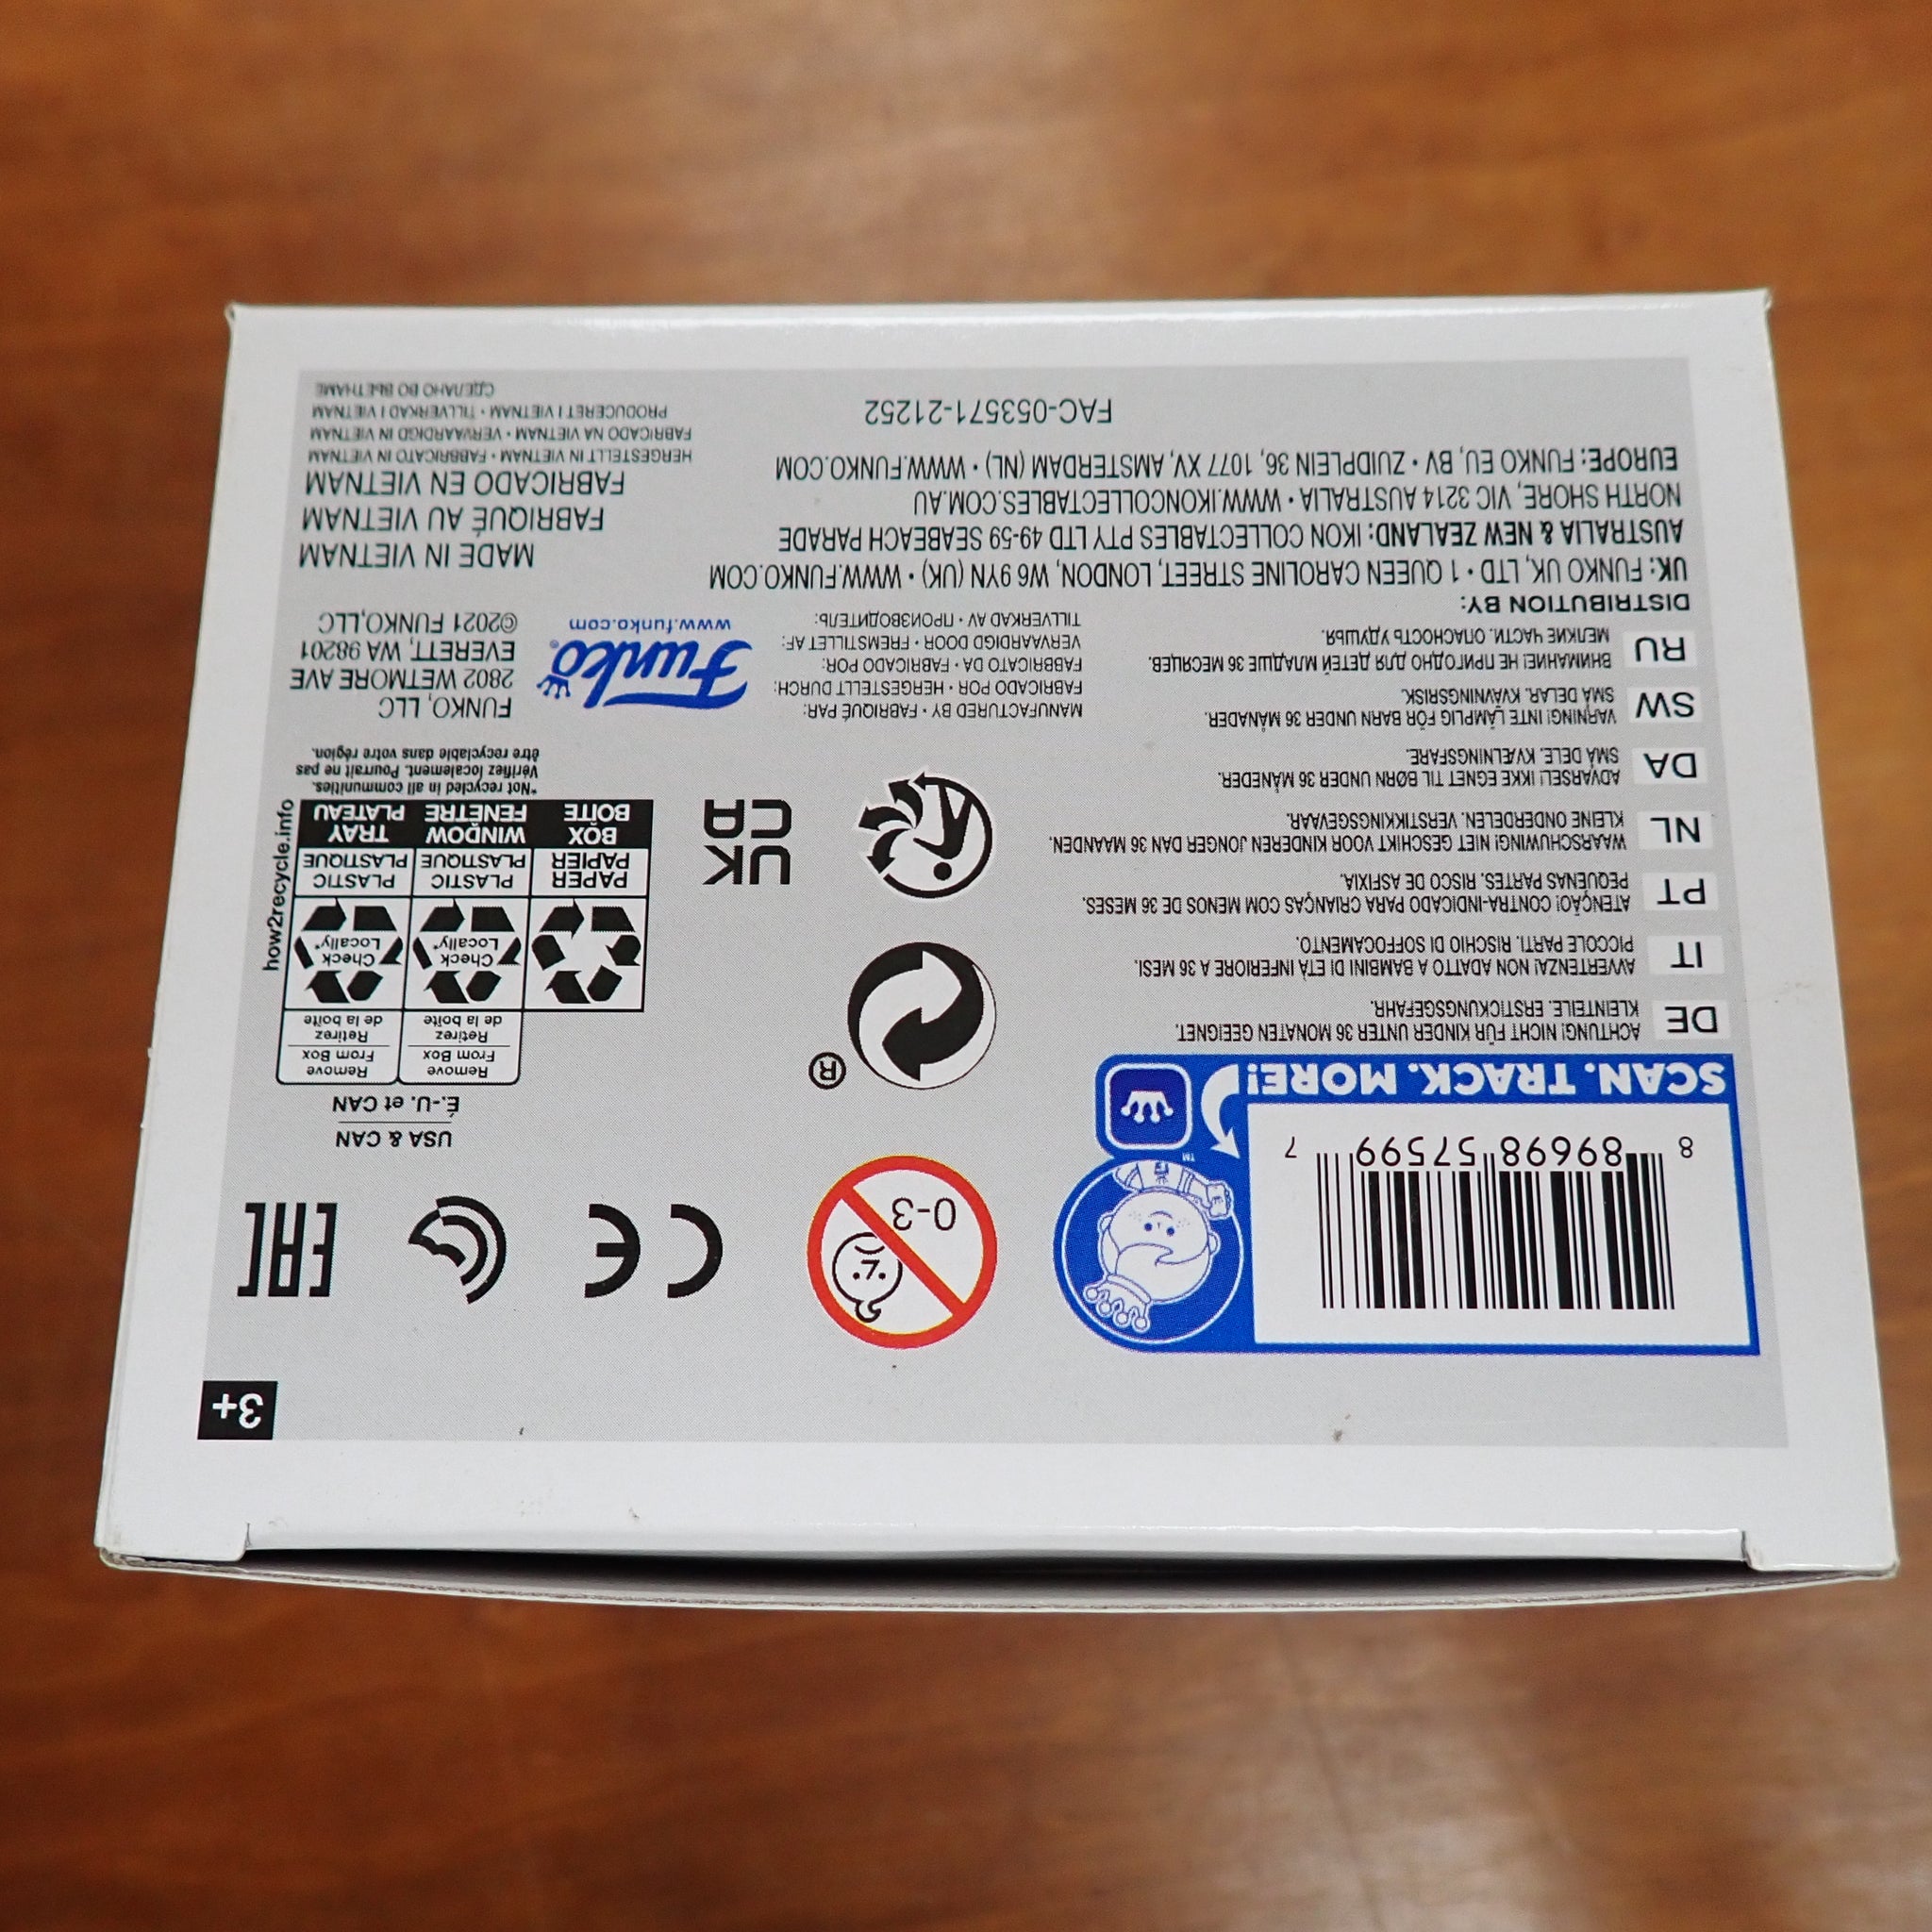 3+
8 89698 57599 7
™
SCAN. TRACK. MORE!
0-3
CE
EAC
DE
ACHTUNG! NICHT FÜR KINDER UNTER 36 MONATEN GEEIGNET.
KLEINTEILE. ERSTICKUNGSGEFAHR.
IT
AVVERTENZA! NON ADATTO A BAMBINI DI ETÀ INFERIORE A 36 MESI.
PICCOLE PARTI. RISCHIO DI SOFFOCAMENTO.
PT
ATENÇÃO! CONTRA-INDICADO PARA CRIANÇAS COM MENOS DE 36 MESES.
PEQUENAS PARTES. RISCO DE ASFIXIA.
NL
WAARSCHUWING! NIET GESCHIKT VOOR KINDEREN JONGER DAN 36 MAANDEN.
KLEINE ONDERDELEN. VERSTIKKINGSGEVAAR.
DA
ADVARSEL! IKKE EGNET TIL BØRN UNDER 36 MÅNEDER.
SMÅ DELE. KVÆLNINGSFARE.
SW
VARNING! INTE LÄMPLIG FÖR BARN UNDER 36 MÅNADER.
SMÅ DELAR. KVÄVNINGSRISK.
RU
ВНИМАНИЕ! НЕ ПРИГОДНО ДЛЯ ДЕТЕЙ МЛАДШЕ 36 МЕСЯЦЕВ.
МЕЛКИЕ ЧАСТИ. ОПАСНОСТЬ УДУШЬЯ.
®
UK
CA
USA & CAN
É.-U. et CAN
Remove
From Box
Retirez
de la boîte
Remove
From Box
Retirez
de la boîte
Check
Locally*
Check
Locally*
PAPER
PAPIER
PLASTIC
PLASTIQUE
PLASTIC
PLASTIQUE
BOX
BOÎTE
WINDOW
FENÊTRE
TRAY
PLATEAU
how2recycle.info
*Not recycled in all communities.
Vérifiez localement. Pourrait ne pas
être recyclable dans votre région.
MANUFACTURED BY • FABRIQUÉ PAR:
FABRICADO POR • HERGESTELLT DURCH:
FABBRICATO DA • FABRICADO POR:
VERVAARDIGD DOOR • FREMSTILLET AF:
TILLVERKAD AV • ПРОИЗВОДИТЕЛЬ:
Funko®
www.funko.com
FUNKO, LLC
2802 WETMORE AVE
EVERETT, WA 98201
©2021 FUNKO,LLC
DISTRIBUTION BY:
UK: FUNKO UK, LTD • 1 QUEEN CAROLINE STREET, LONDON, W6 9YN (UK) • WWW.FUNKO.COM
AUSTRALIA & NEW ZEALAND: IKON COLLECTABLES PTY LTD 49-59 SEABEACH PARADE
NORTH SHORE, VIC 3214 AUSTRALIA • WWW.IKONCOLLECTABLES.COM.AU
EUROPE: FUNKO EU, BV • ZUIDPLEIN 36, 1077 XV, AMSTERDAM (NL) • WWW.FUNKO.COM
FAC-053571-21252
MADE IN VIETNAM
FABRIQUÉ AU VIETNAM
FABRICADO EN VIETNAM
HERGESTELLT IN VIETNAM • FABBRICATO IN VIETNAM
FABRICADO NA VIETNAM • VERVAARDIGD IN VIETNAM
PRODUCERET I VIETNAM • TILLVERKAD I VIETNAM
СДЕЛАНО ВО ВЬЕТНАМЕ